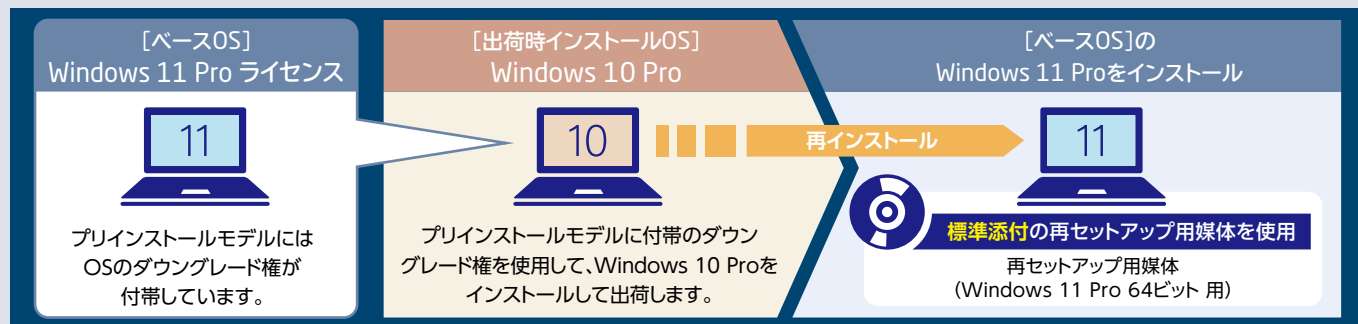 [ベースOS]
Windows 11 Pro ライセンス
11
プリインストールモデルには
OSのダウングレード権が
付帯しています。
[出荷時インストールOS]
Windows 10 Pro
10
プリインストールモデルに付帯のダウン
グレード権を使用して、Windows 10 Proを
インストールして出荷します。
再インストール
[ベースOS]の
Windows 11 Proをインストール
11
標準添付の再セットアップ用媒体を使用
再セットアップ用媒体
(Windows 11 Pro 64ビット 用)